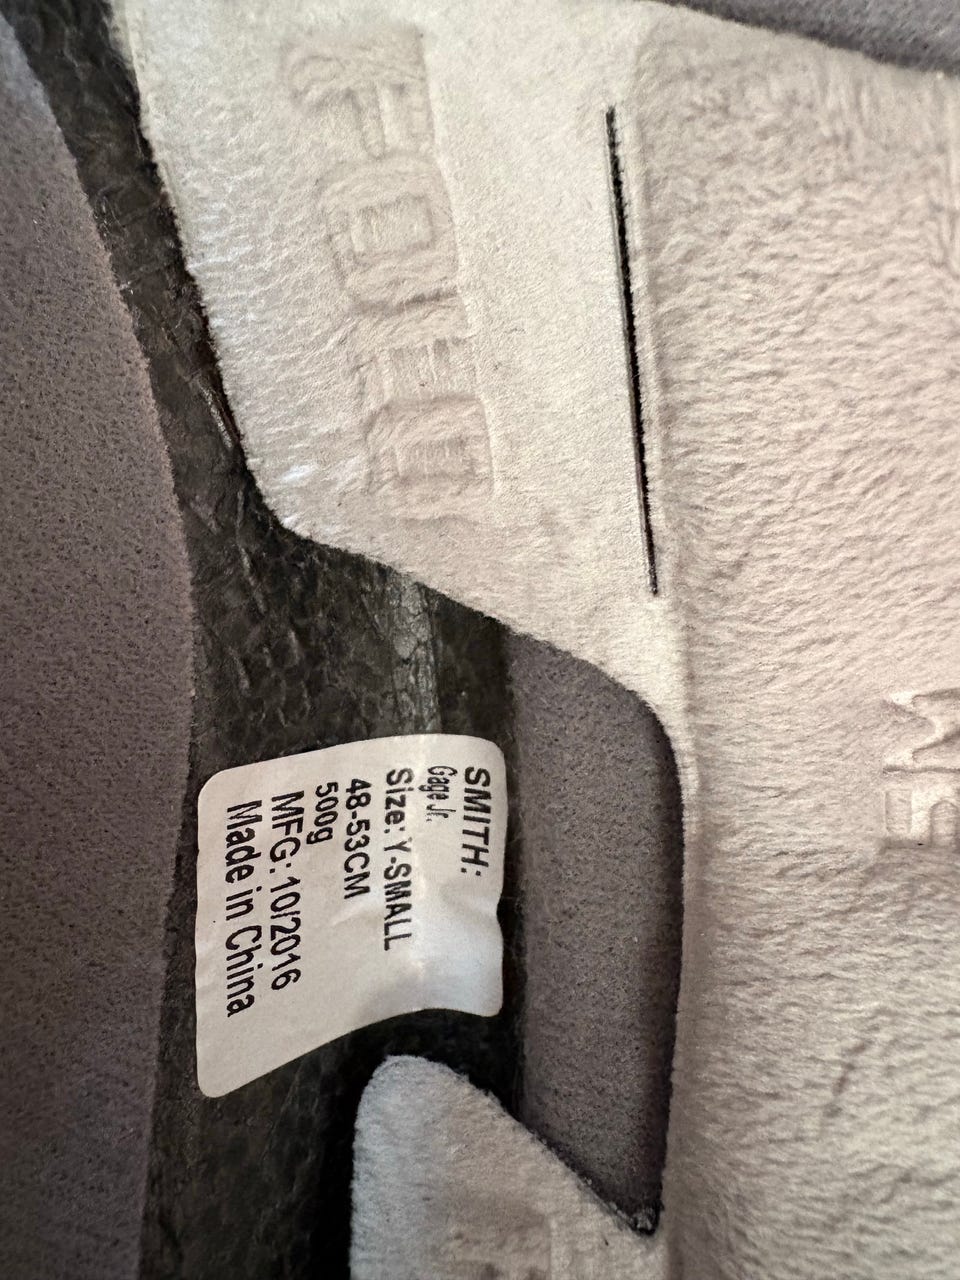 SMITH:
Gage Jr.
Size: Y-SMALL
48-53CM
500g
MFG: 10/2016
Made in China